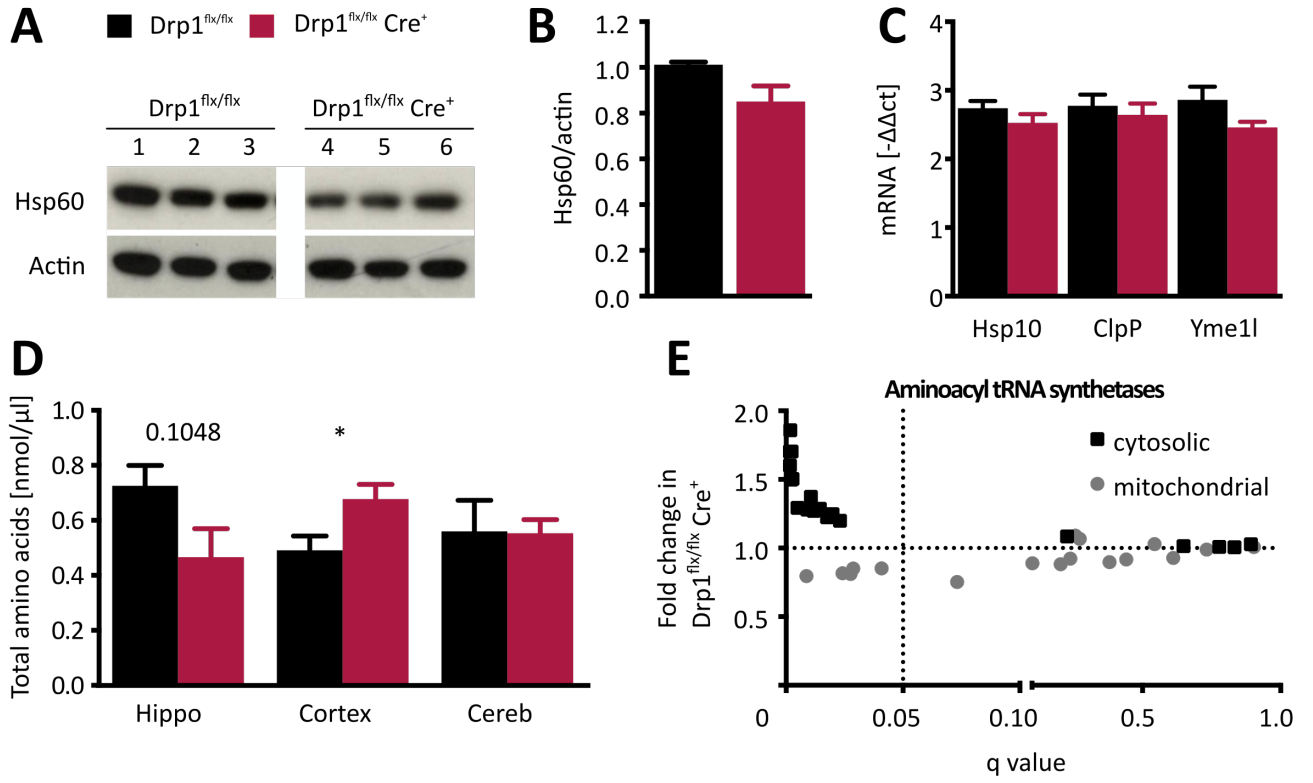 A
Drp1flx/flx
Drp1flx/flx Cre+
Drp1flx/flx
Drp1flx/flx Cre+
1 2 3 4 5 6
Hsp60
Actin
B
Hsp60/actin
1.2
1.0
0.8
0.6
0.4
0.2
0.0
C
mRNA [-ΔΔct]
4
3
2
1
0
Hsp10 ClpP Yme1l
D
Total amino acids [nmol/µl]
1.0
0.8
0.6
0.4
0.2
0.0
0.1048
*
Hippo Cortex Cereb
E
Aminoacyl tRNA synthetases
cytosolic
mitochondrial
Fold change in
Drp1flx/flx Cre+
2.0
1.5
1.0
0.5
0 0.05 0.10 0.5 1.0
q value